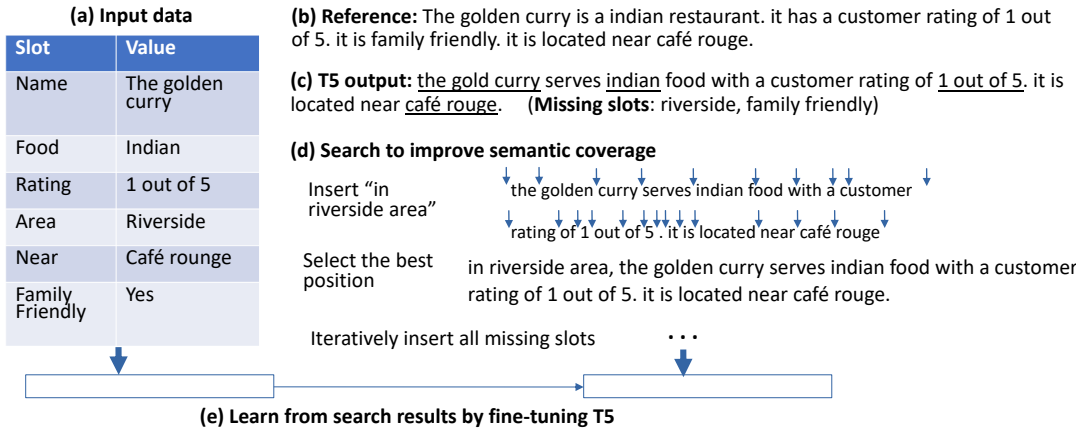 (a) Input data
Slot Value
Name The golden
curry
Food Indian
Rating 1 out of 5
Area Riverside
Near Café rounge
Family
Friendly Yes
(b) Reference: The golden curry is a indian restaurant. it has a customer rating of 1 out
of 5. it is family friendly. it is located near café rouge.
(c) T5 output: the gold curry serves indian food with a customer rating of 1 out of 5. it is
located near café rouge. (Missing slots: riverside, family friendly)
(d) Search to improve semantic coverage
Insert “in
riverside area”
the golden curry serves indian food with a customer
rating of 1 out of 5 . it is located near café rouge
Select the best
position
in riverside area, the golden curry serves indian food with a customer
rating of 1 out of 5. it is located near café rouge.
Iteratively insert all missing slots ...
(e) Learn from search results by fine-tuning T5